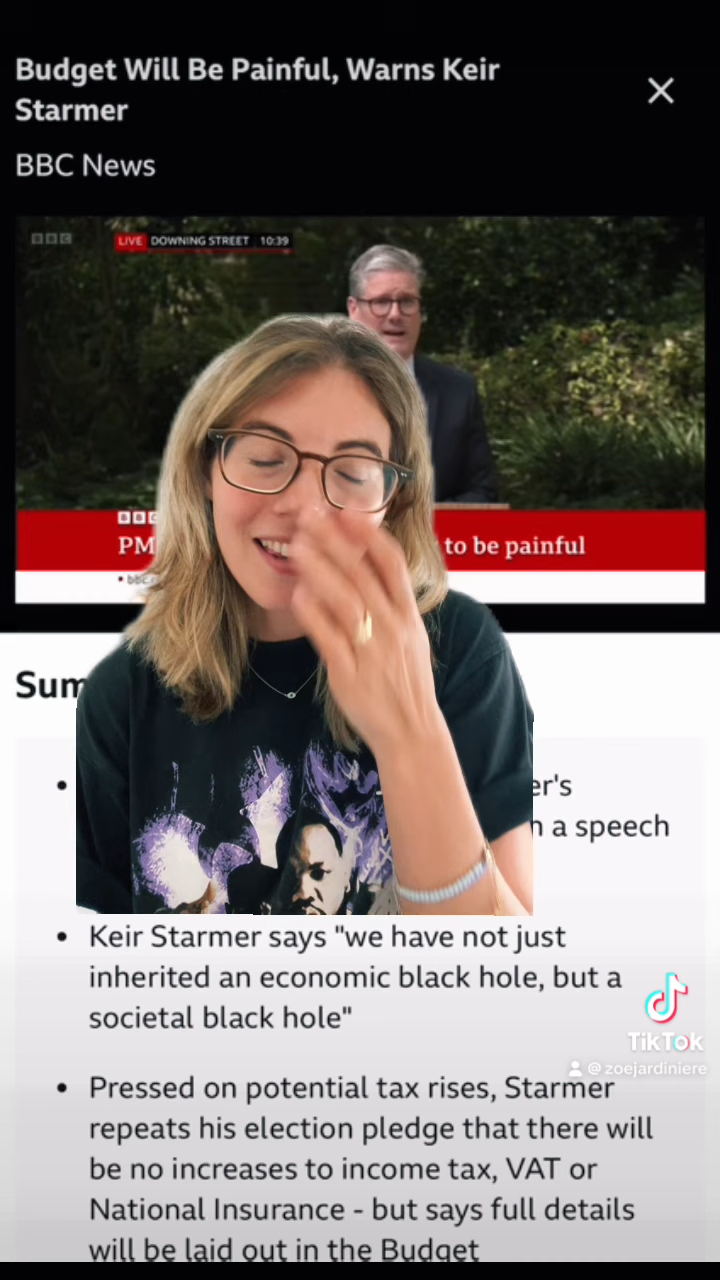 Budget Will Be Painful, Warns Keir
Starmer
BBC News
BBC
LIVE DOWNING STREET 10:39
BBC
PM to be painful
Sum
er's
n a speech
• Keir Starmer says "we have not just
inherited an economic black hole, but a
societal black hole"
• Pressed on potential tax rises, Starmer
repeats his election pledge that there will
be no increases to income tax, VAT or
National Insurance - but says full details
will be laid out in the Budget
TikTok
@zoejardiniere